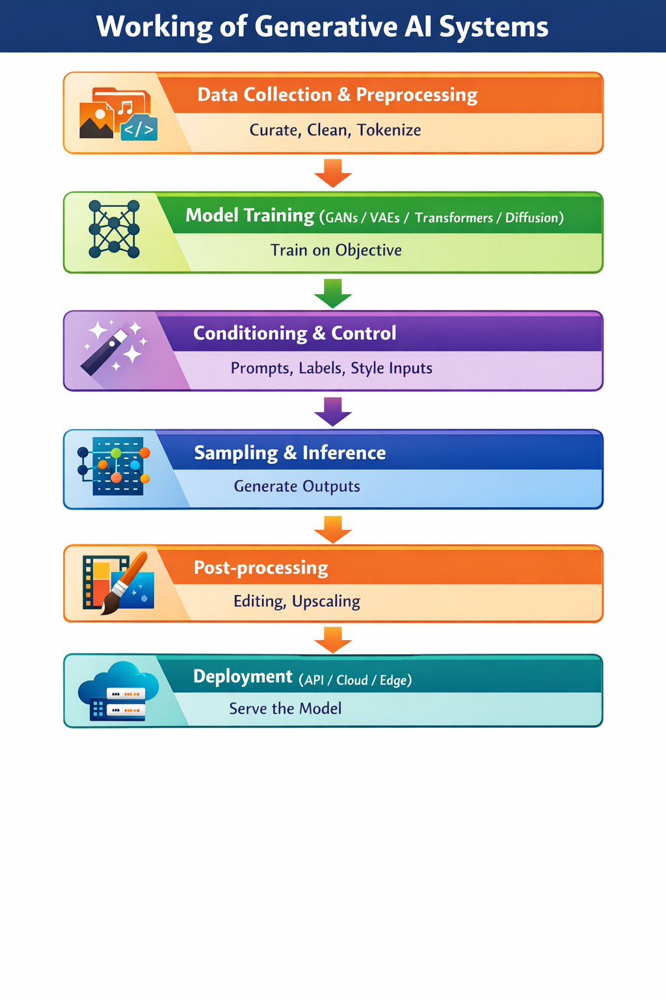 Working of Generative AI Systems
Data Collection & Preprocessing
</>
Curate, Clean, Tokenize
Model Training (GANs / VAEs / Transformers / Diffusion)
Train on Objective
Conditioning & Control
Prompts, Labels, Style Inputs
Sampling & Inference
Generate Outputs
Post-processing
Editing, Upscaling
Deployment (API / Cloud / Edge)
Serve the Model